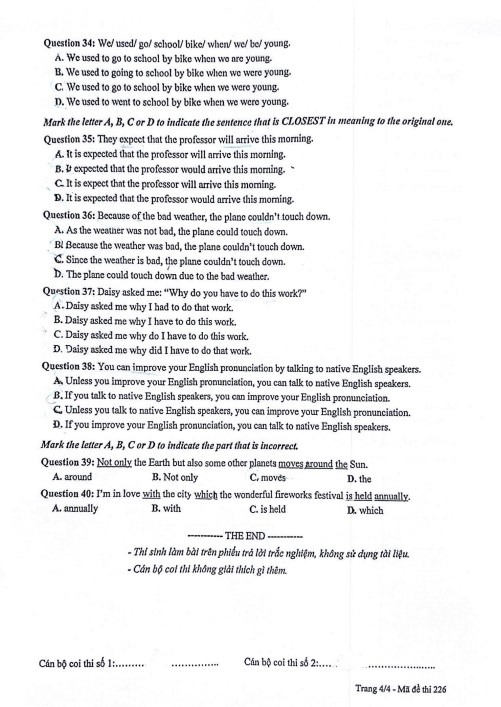 Question 34: We/ used/ go/ school/ bike/ when/ we/ be/ young.
A. We used to go to school by bike when we are young.
B. We used to going to school by bike when we were young.
C. We used to go to school by bike when we were young.
D. We used to went to school by bike when we were young.
Mark the letter A, B, C or D to indicate the sentence that is CLOSEST in meaning to the original one.
Question 35: They expect that the professor will arrive this morning.
A. It is expected that the professor will arrive this morning.
B. It expected that the professor would arrive this morning.
C. It is expect that the professor will arrive this morning.
D. It is expected that the professor would arrive this morning.
Question 36: Because of the bad weather, the plane couldn't touch down.
A. As the weather was not bad, the plane could touch down.
B. Because the weather was bad, the plane couldn't touch down.
C. Since the weather is bad, the plane couldn't touch down.
D. The plane could touch down due to the bad weather.
Question 37: Daisy asked me: "Why do you have to do this work?"
A. Daisy asked me why I had to do that work.
B. Daisy asked me why I have to do this work.
C. Daisy asked me why do I have to do this work.
D. Daisy asked me why did I have to do that work.
Question 38: You can improve your English pronunciation by talking to native English speakers.
A. Unless you improve your English pronunciation, you can talk to native English speakers.
B. If you talk to native English speakers, you can improve your English pronunciation.
C. Unless you talk to native English speakers, you can improve your English pronunciation.
D. If you improve your English pronunciation, you can talk to native English speakers.
Mark the letter A, B, C or D to indicate the part that is incorrect.
Question 39: Not only the Earth but also some other planets moves around the Sun.
A. around B. Not only C. moves D. the
Question 40: I'm in love with the city which the wonderful fireworks festival is held annually.
A. annually B. with C. is held D. which
----------- THE END -----------
- Thí sinh làm bài trên phiếu trả lời trắc nghiệm, không sử dụng tài liệu.
- Cán bộ coi thi không giải thích gì thêm.
Cán bộ coi thi số 1:......... ............... Cán bộ coi thi số 2:...... .....................
Trang 4/4 - Mã đề thi 226